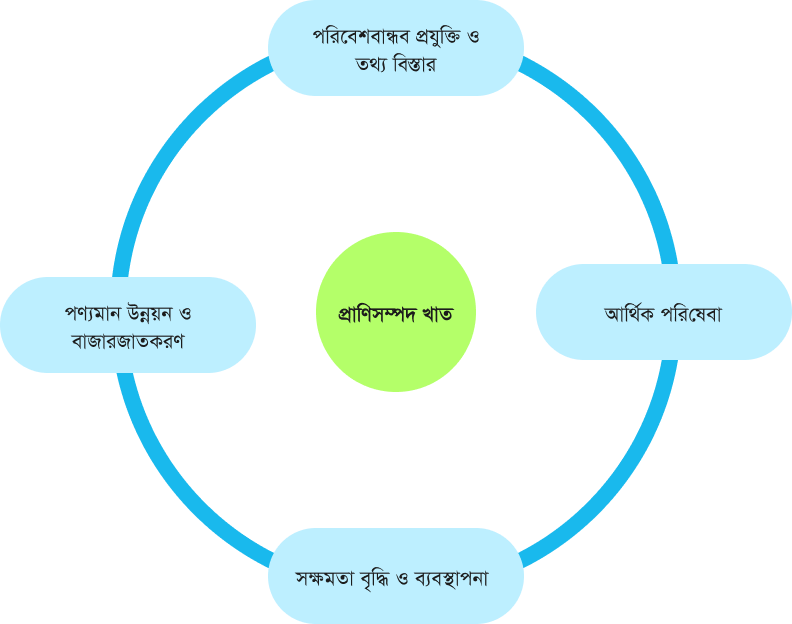 পরিবেশবান্ধব প্রযুক্তি ও
তথ্য বিস্তার
পণ্যমান উন্নয়ন ও
বাজারজাতকরণ
প্রাণিসম্পদ খাত
আর্থিক পরিষেবা
সক্ষমতা বৃদ্ধি ও ব্যবস্থাপনা